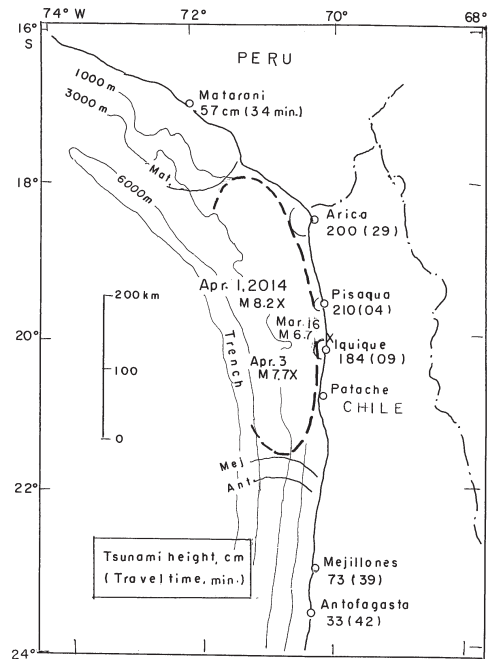 74° W
72°
70°
68°
16°
S
PERU
1000 m
3000 m
Matarani
57 cm (34 min.)
Mat.
18°
6000m
Arica
200 (29)
Apr. 1, 2014
M 8.2X
200 km
Pisaqua
210 (04)
Mar. 16
M 6.7
X
20°
Iquique
184 (09)
Trench
100
Apr. 3
M 7.7X
Patache
CHILE
0
Mej
Ant.
22°
Tsunami height, cm
(Travel time, min.)
Mejillones
73 (39)
Antofagasta
33 (42)
24°